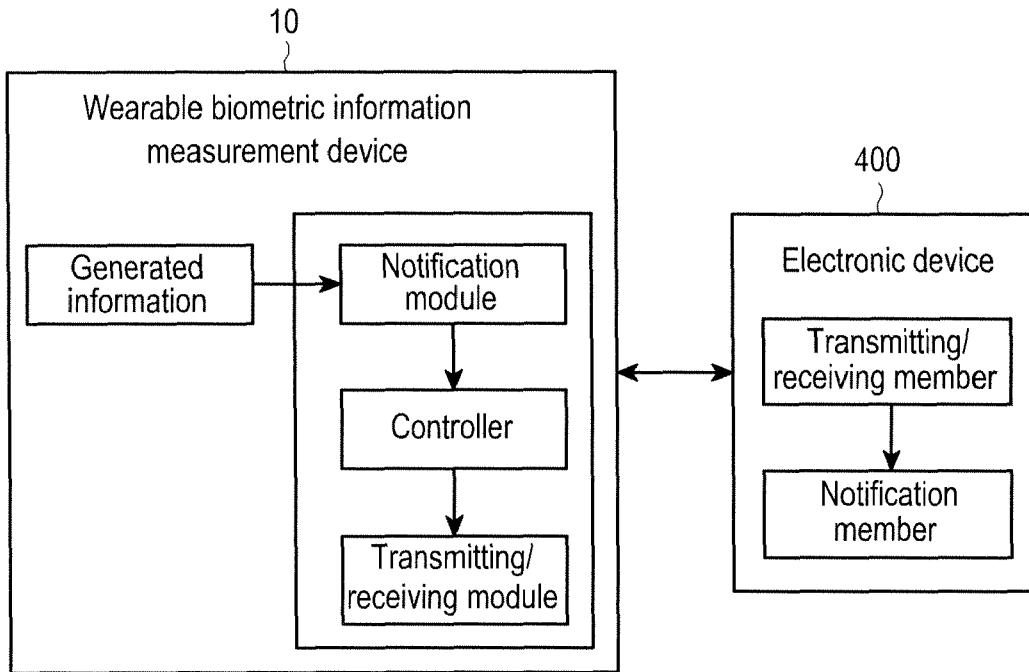 10
Wearable biometric information
measurement device
Generated
information
Notification
module
Controller
Transmitting/
receiving module
400
Electronic device
Transmitting/
receiving member
Notification
member